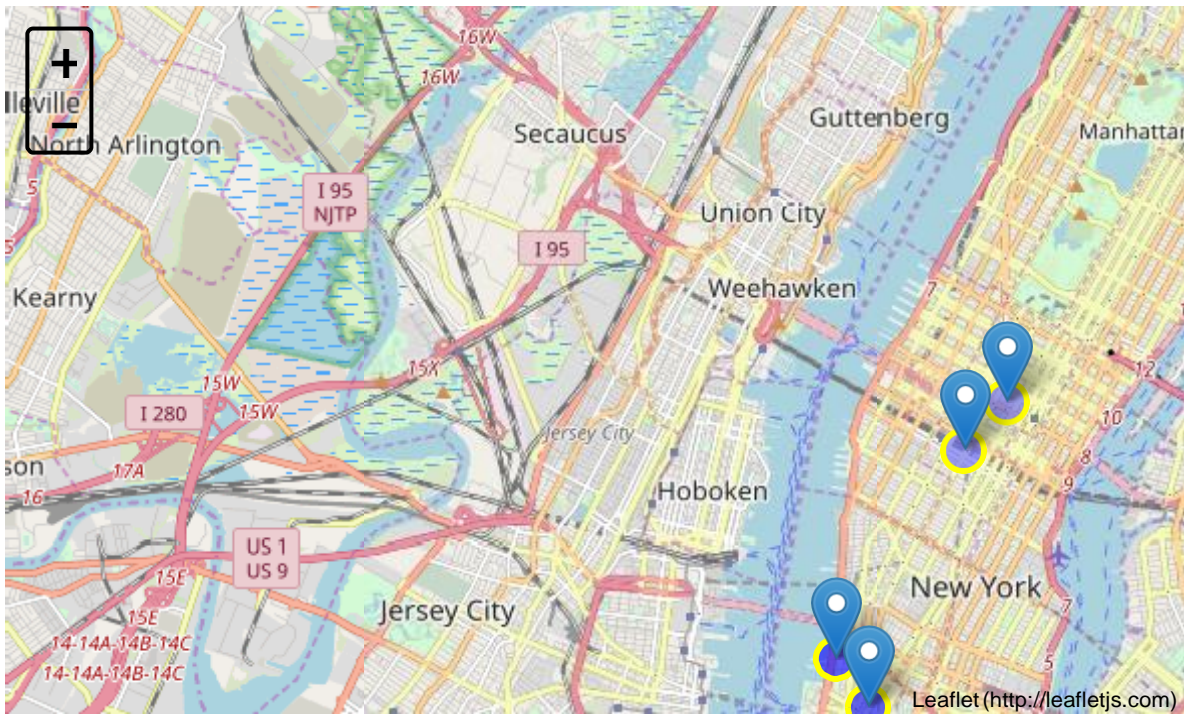 16W
+
16W
lleville
Guttenberg
–
Secaucus
Manhattan
North Arlington
5
I 95
NJTP
Union City
5
I 95
Kearny
Weehawken
7
15X
12
15W
I 280
15W
10
Jersey City
son
17A
8
16
Hoboken
9
US 1
US 9
15E
New York
Jersey City
7
15E
14-14A-14B-14C
5
14-14A-14B-14C
Leaflet (http://leafletjs.com)